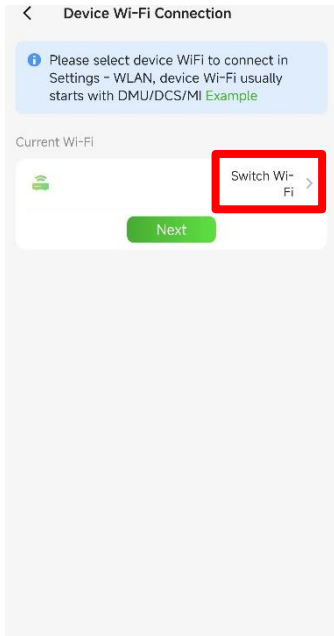 Device Wi-Fi Connection
Please select device WiFi to connect in
Settings - WLAN, device Wi-Fi usually
starts with DMU/DCS/MI Example
Current Wi-Fi
Switch Wi-
Fi
Next